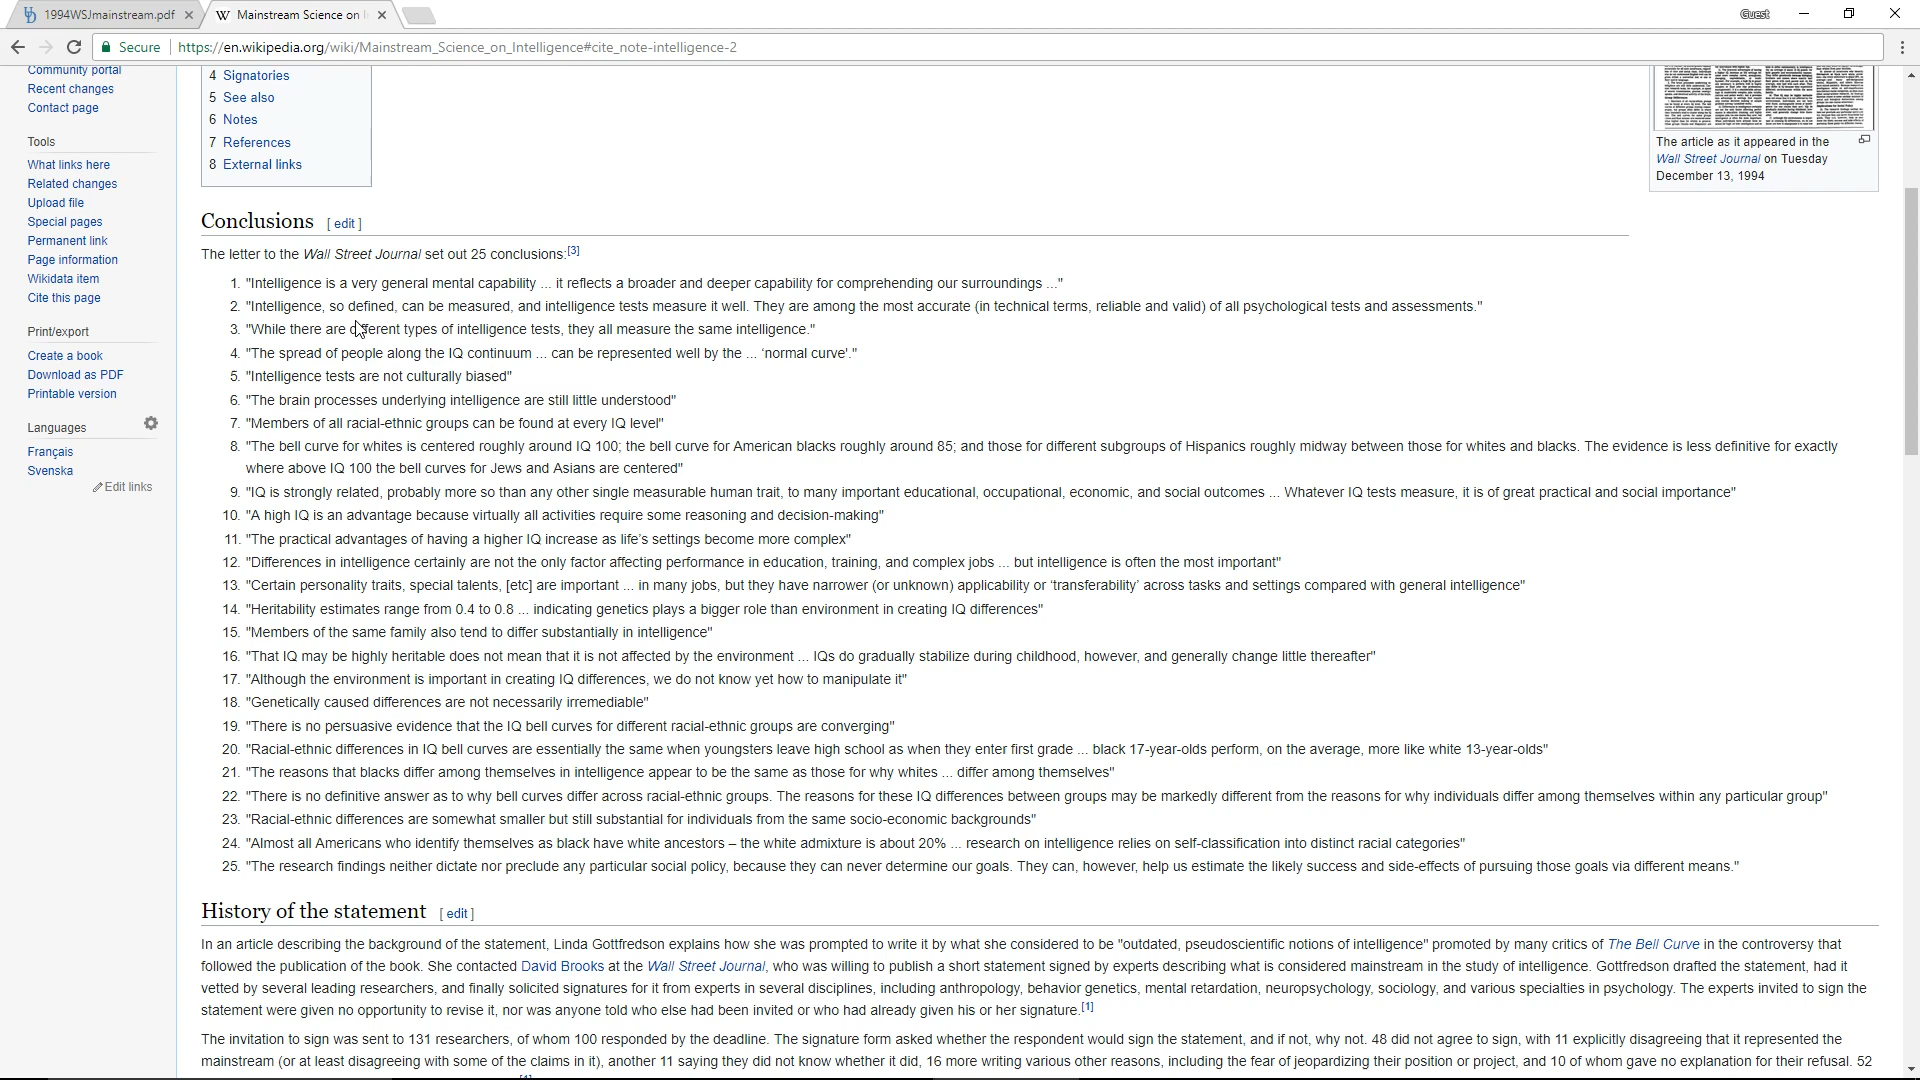 1994WSJmainstream.pdf
Mainstream Science on I
Guest
Secure
https://en.wikipedia.org/wiki/Mainstream_Science_on_Intelligence#cite_note-intelligence-2
Community portal
Recent changes
Contact page
Tools
What links here
Related changes
Upload file
Special pages
Permanent link
Page information
Wikidata item
Cite this page
Print/export
Create a book
Download as PDF
Printable version
Languages
Français
Svenska
Edit links
4 Signatories
5 See also
6 Notes
7 References
8 External links
The article as it appeared in the
Wall Street Journal on Tuesday
December 13, 1994
Conclusions [ edit ]
The letter to the Wall Street Journal set out 25 conclusions:[3]
1. "Intelligence is a very general mental capability ... it reflects a broader and deeper capability for comprehending our surroundings ..."
2. "Intelligence, so defined, can be measured, and intelligence tests measure it well. They are among the most accurate (in technical terms, reliable and valid) of all psychological tests and assessments."
3. "While there are different types of intelligence tests, they all measure the same intelligence."
4. "The spread of people along the IQ continuum ... can be represented well by the ... ‘normal curve’."
5. "Intelligence tests are not culturally biased"
6. "The brain processes underlying intelligence are still little understood"
7. "Members of all racial-ethnic groups can be found at every IQ level"
8. "The bell curve for whites is centered roughly around IQ 100; the bell curve for American blacks roughly around 85; and those for different subgroups of Hispanics roughly midway between those for whites and blacks. The evidence is less definitive for exactly
where above IQ 100 the bell curves for Jews and Asians are centered"
9. "IQ is strongly related, probably more so than any other single measurable human trait, to many important educational, occupational, economic, and social outcomes ... Whatever IQ tests measure, it is of great practical and social importance"
10. "A high IQ is an advantage because virtually all activities require some reasoning and decision-making"
11. "The practical advantages of having a higher IQ increase as life’s settings become more complex"
12. "Differences in intelligence certainly are not the only factor affecting performance in education, training, and complex jobs ... but intelligence is often the most important"
13. "Certain personality traits, special talents, [etc] are important ... in many jobs, but they have narrower (or unknown) applicability or ‘transferability’ across tasks and settings compared with general intelligence"
14. "Heritability estimates range from 0.4 to 0.8 ... indicating genetics plays a bigger role than environment in creating IQ differences"
15. "Members of the same family also tend to differ substantially in intelligence"
16. "That IQ may be highly heritable does not mean that it is not affected by the environment ... IQs do gradually stabilize during childhood, however, and generally change little thereafter"
17. "Although the environment is important in creating IQ differences, we do not know yet how to manipulate it"
18. "Genetically caused differences are not necessarily irremediable"
19. "There is no persuasive evidence that the IQ bell curves for different racial-ethnic groups are converging"
20. "Racial-ethnic differences in IQ bell curves are essentially the same when youngsters leave high school as when they enter first grade ... black 17-year-olds perform, on the average, more like white 13-year-olds"
21. "The reasons that blacks differ among themselves in intelligence appear to be the same as those for why whites ... differ among themselves"
22. "There is no definitive answer as to why bell curves differ across racial-ethnic groups. The reasons for these IQ differences between groups may be markedly different from the reasons for why individuals differ among themselves within any particular group"
23. "Racial-ethnic differences are somewhat smaller but still substantial for individuals from the same socio-economic backgrounds"
24. "Almost all Americans who identify themselves as black have white ancestors – the white admixture is about 20% ... research on intelligence relies on self-classification into distinct racial categories"
25. "The research findings neither dictate nor preclude any particular social policy, because they can never determine our goals. They can, however, help us estimate the likely success and side-effects of pursuing those goals via different means."
History of the statement [ edit ]
In an article describing the background of the statement, Linda Gottfredson explains how she was prompted to write it by what she considered to be "outdated, pseudoscientific notions of intelligence" promoted by many critics of The Bell Curve in the controversy that
followed the publication of the book. She contacted David Brooks at the Wall Street Journal, who was willing to publish a short statement signed by experts describing what is considered mainstream in the study of intelligence. Gottfredson drafted the statement, had it
vetted by several leading researchers, and finally solicited signatures for it from experts in several disciplines, including anthropology, behavior genetics, mental retardation, neuropsychology, sociology, and various specialties in psychology. The experts invited to sign the
statement were given no opportunity to revise it, nor was anyone told who else had been invited or who had already given his or her signature.[1]
The invitation to sign was sent to 131 researchers, of whom 100 responded by the deadline. The signature form asked whether the respondent would sign the statement, and if not, why not. 48 did not agree to sign, with 11 explicitly disagreeing that it represented the
mainstream (or at least disagreeing with some of the claims in it), another 11 saying they did not know whether it did, 16 more writing various other reasons, including the fear of jeopardizing their position or project, and 10 of whom gave no explanation for their refusal. 52